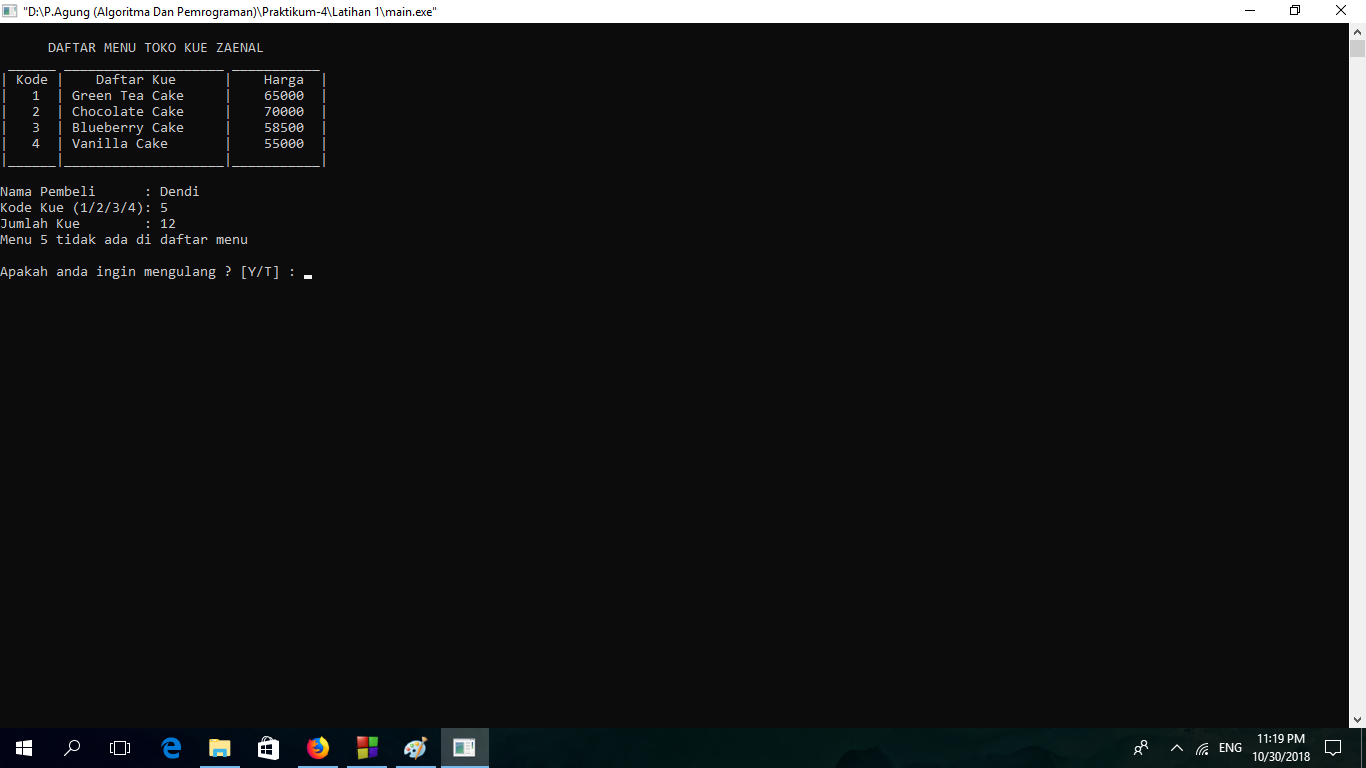 "D:\P.Agung (Algoritma Dan Pemrograman)\Praktikum-4\Latihan 1\main.exe"
DAFTAR MENU TOKO KUE ZAENAL
| Kode | Daftar Kue | Harga |
| 1 | Green Tea Cake | 65000 |
| 2 | Chocolate Cake | 70000 |
| 3 | Blueberry Cake | 58500 |
| 4 | Vanilla Cake | 55000 |
Nama Pembeli : Dendi
Kode Kue (1/2/3/4): 5
Jumlah Kue : 12
Menu 5 tidak ada di daftar menu
Apakah anda ingin mengulang ? [Y/T] :
ENG
11:19 PM
10/30/2018